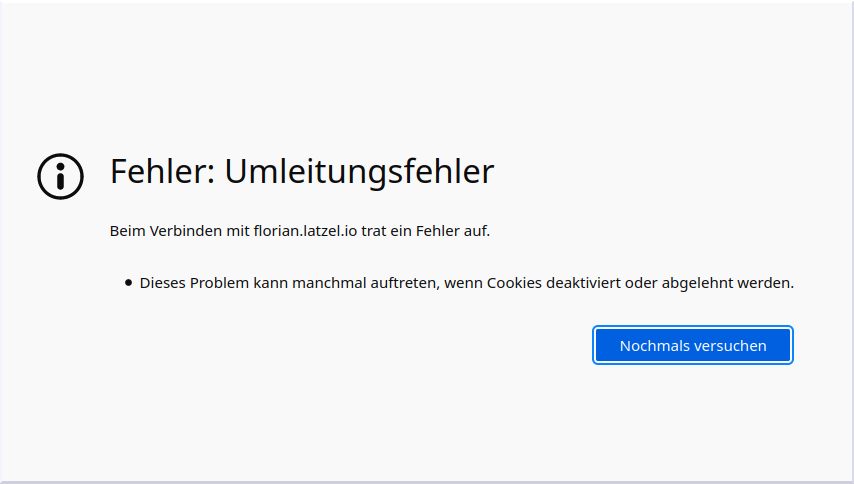 Fehler: Umleitungsfehler
Beim Verbinden mit florian.latzel.io trat ein Fehler auf.
• Dieses Problem kann manchmal auftreten, wenn Cookies deaktiviert oder abgelehnt werden.
Nochmals versuchen